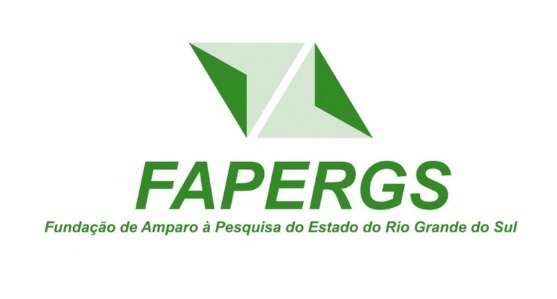 FAPERGS
Fundação de Amparo à Pesquisa do Estado do Rio Grande do Sul